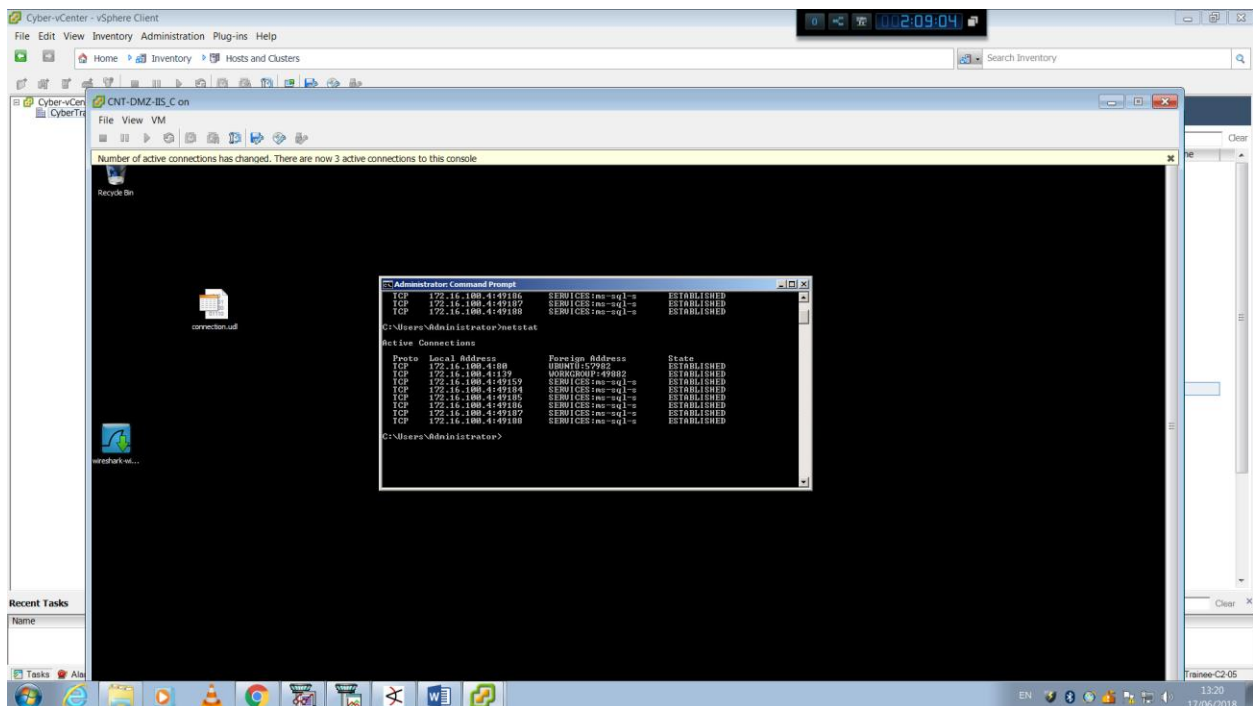 Cyber-vCenter - vSphere Client
0 2:09:04
File Edit View Inventory Administration Plug-ins Help
Home Inventory Hosts and Clusters
Search Inventory
Cyber-vCen
CyberTra
CNT-DMZ-IIS_C on
File View VM
Clear
Number of active connections has changed. There are now 3 active connections to this console
Recycle Bin
connection.udl
wireshark-wi...
Administrator: Command Prompt
TCP 172.16.100.4:49186 SERVICES:ms-sql-s ESTABLISHED
TCP 172.16.100.4:49187 SERVICES:ms-sql-s ESTABLISHED
TCP 172.16.100.4:49188 SERVICES:ms-sql-s ESTABLISHED
C:\Users\Administrator>netstat
Active Connections
Proto Local Address Foreign Address State
TCP 172.16.100.4:80 UBUNTU:57982 ESTABLISHED
TCP 172.16.100.4:139 WORKGROUP:49882 ESTABLISHED
TCP 172.16.100.4:49159 SERVICES:ms-sql-s ESTABLISHED
TCP 172.16.100.4:49184 SERVICES:ms-sql-s ESTABLISHED
TCP 172.16.100.4:49185 SERVICES:ms-sql-s ESTABLISHED
TCP 172.16.100.4:49186 SERVICES:ms-sql-s ESTABLISHED
TCP 172.16.100.4:49187 SERVICES:ms-sql-s ESTABLISHED
TCP 172.16.100.4:49188 SERVICES:ms-sql-s ESTABLISHED
C:\Users\Administrator>
Recent Tasks
Clear
Name
Tasks Ala
Trainee-C2-05
EN 13:20
17/06/2018